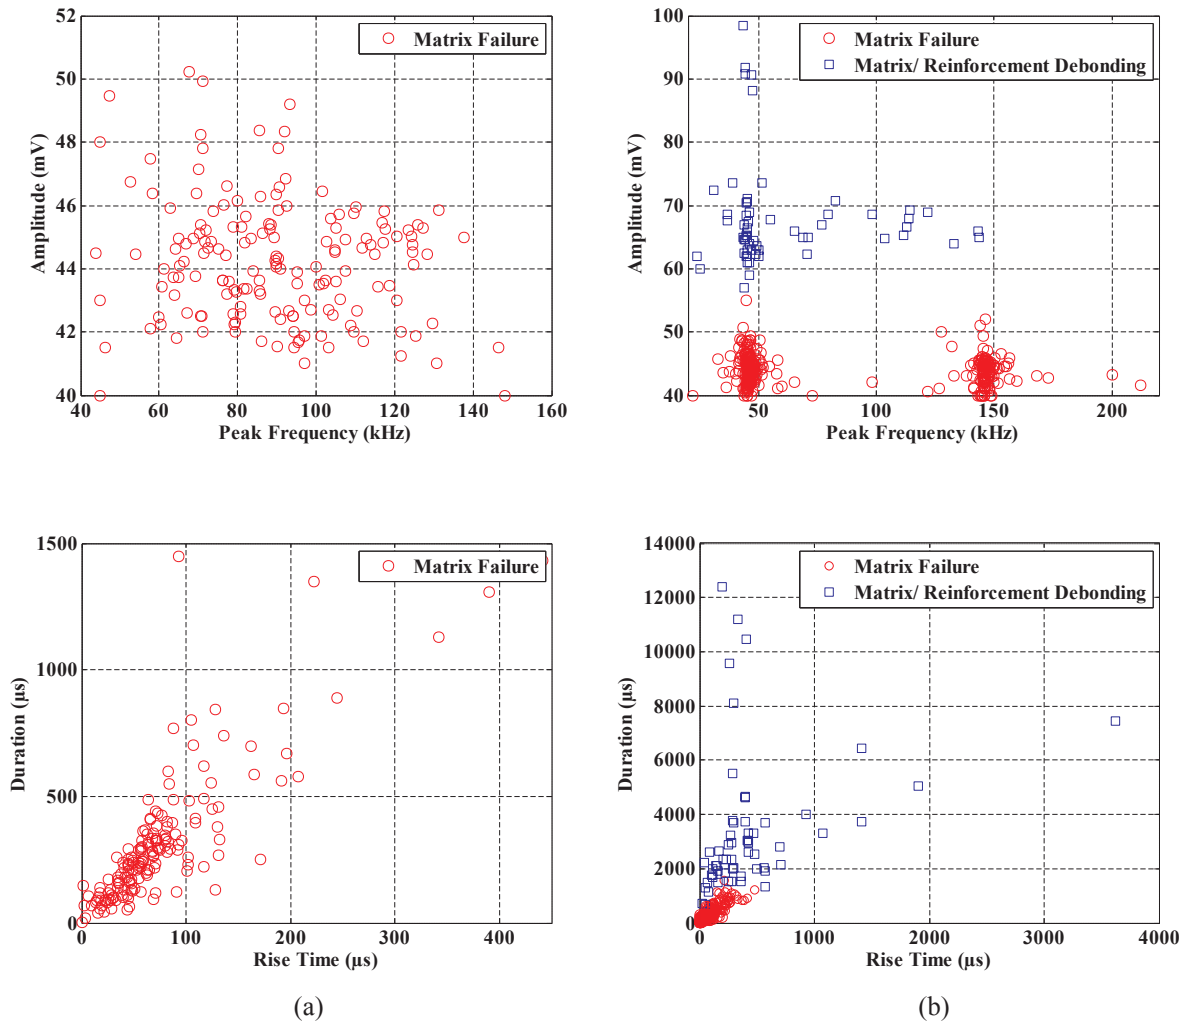 52
50
48
46
44
42
40
Amplitude (mV)
Matrix Failure
40 60 80 100 120 140 160
Peak Frequency (kHz)
100
90
80
70
60
50
40
Amplitude (mV)
Matrix Failure
Matrix/ Reinforcement Debonding
50 100 150 200
Peak Frequency (kHz)
1500
1000
500
0
Duration (µs)
Matrix Failure
0 100 200 300 400
Rise Time (µs)
(a)
14000
12000
10000
8000
6000
4000
2000
0
Duration (µs)
Matrix Failure
Matrix/ Reinforcement Debonding
0 1000 2000 3000 4000
Rise Time (µs)
(b)